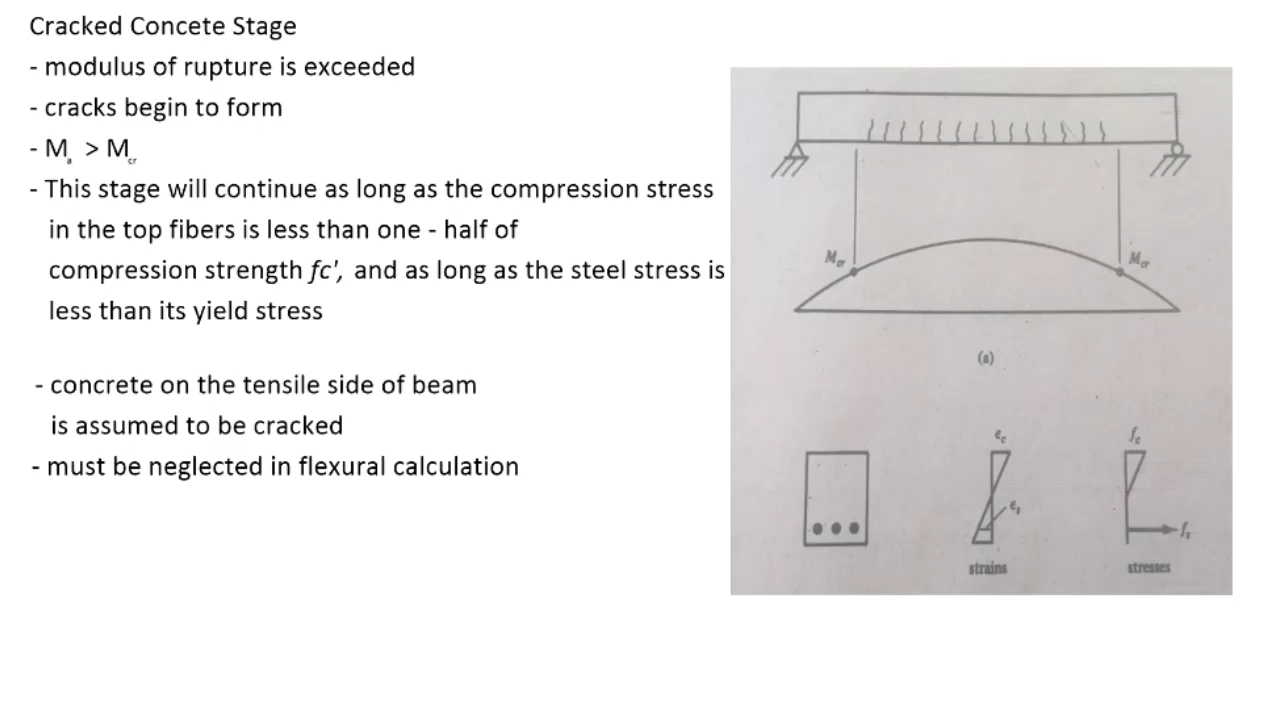 Cracked Concete Stage
- modulus of rupture is exceeded
- cracks begin to form
- Ma > Mcr
- This stage will continue as long as the compression stress
in the top fibers is less than one - half of
compression strength fc', and as long as the steel stress is
less than its yield stress
- concrete on the tensile side of beam
is assumed to be cracked
- must be neglected in flexural calculation
Mcr Mcr
(a)
εc fc
εs
fs
strains stresses